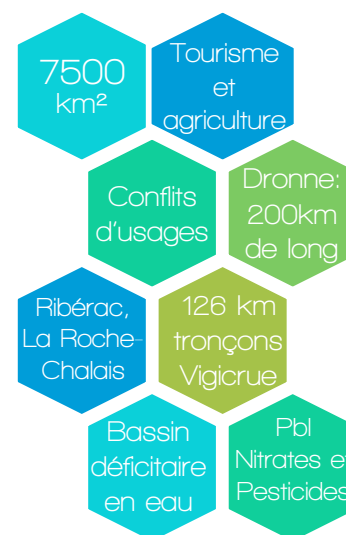 7500
km²
Tourisme
et
agriculture
Conflits
d'usages
Dronne:
200km
de long
Ribérac,
La Roche-
Chalais
126 km
tronçons
Vigicrue
Bassin
déficitaire
en eau
Pbl
Nitrates et
Pesticides